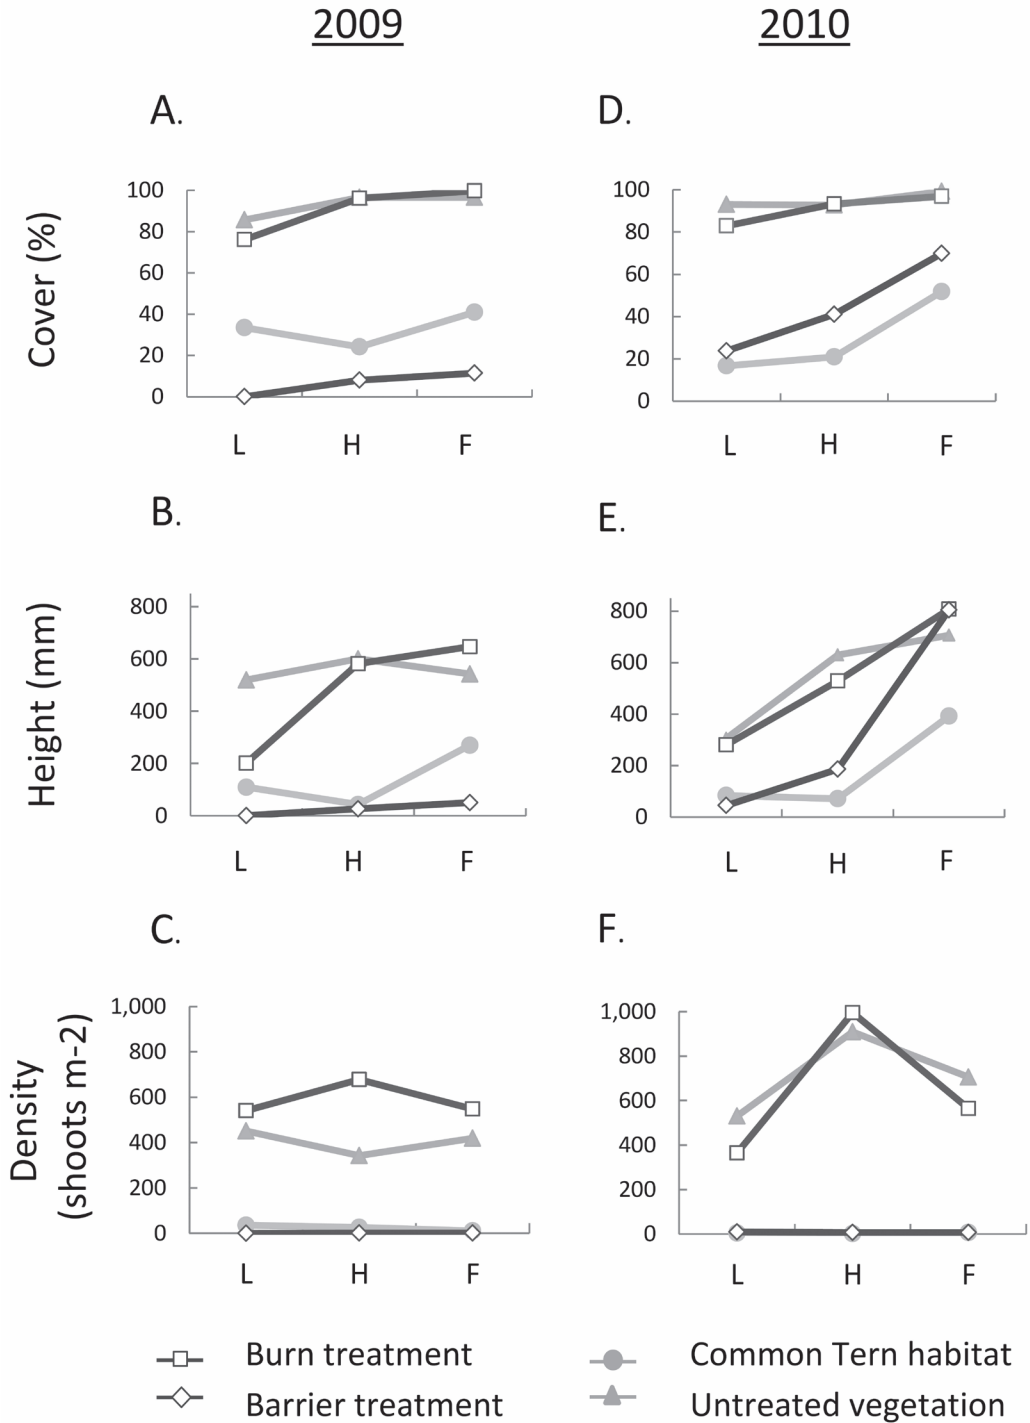 2009
2010
A.
D.
Cover (%)
100
80
60
40
20
0
L H F
100
80
60
40
20
0
L H F
B.
E.
Height (mm)
800
600
400
200
0
L H F
800
600
400
200
0
L H F
C.
F.
Density
(shoots m-2)
1,000
800
600
400
200
0
L H F
1,000
800
600
400
200
0
L H F
Burn treatment
Common Tern habitat
Barrier treatment
Untreated vegetation